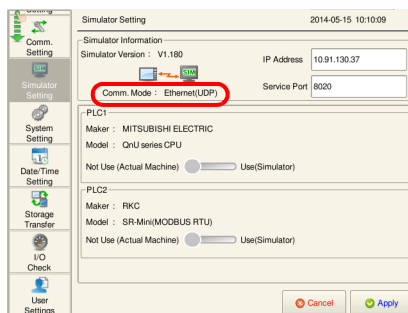 Setting
Comm.
Setting
SIM
Simulator
Setting
System
Setting
Date/Time
Setting
Storage
Transfer
I/O
Check
User
Settings
Simulator Setting
2014-05-15 10:10:09
Simulator Information
Simulator Version : V1.180
SIM
Comm. Mode : Ethernet(UDP)
IP Address 10.91.130.37
Service Port 8020
PLC1
Maker : MITSUBISHI ELECTRIC
Model : QnU series CPU
Not Use (Actual Machine) Use(Simulator)
PLC2
Maker : RKC
Model : SR-Mini(MODBUS RTU)
Not Use (Actual Machine) Use(Simulator)
Cancel Apply